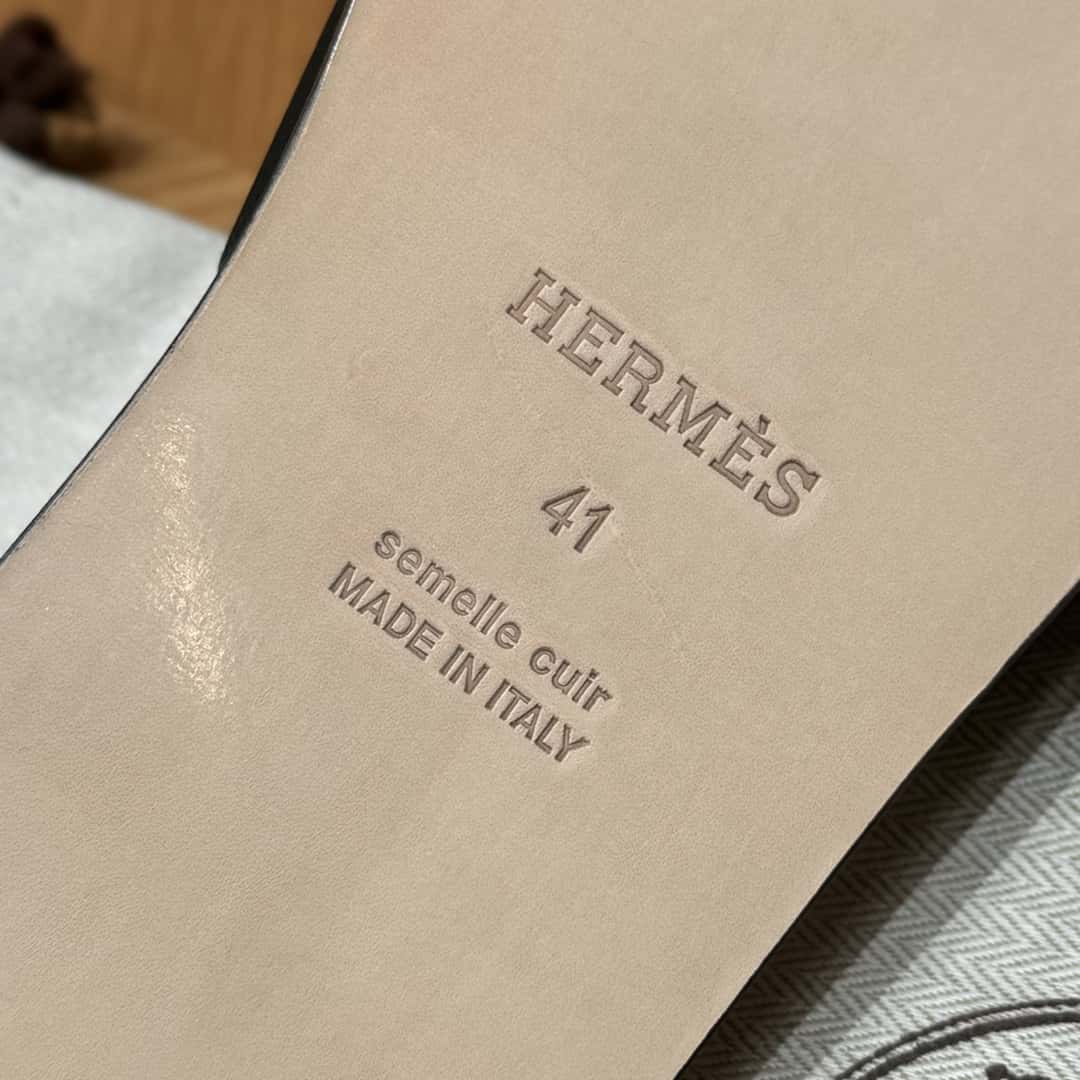 HERMÈS
41
semelle cuir
MADE IN ITALY